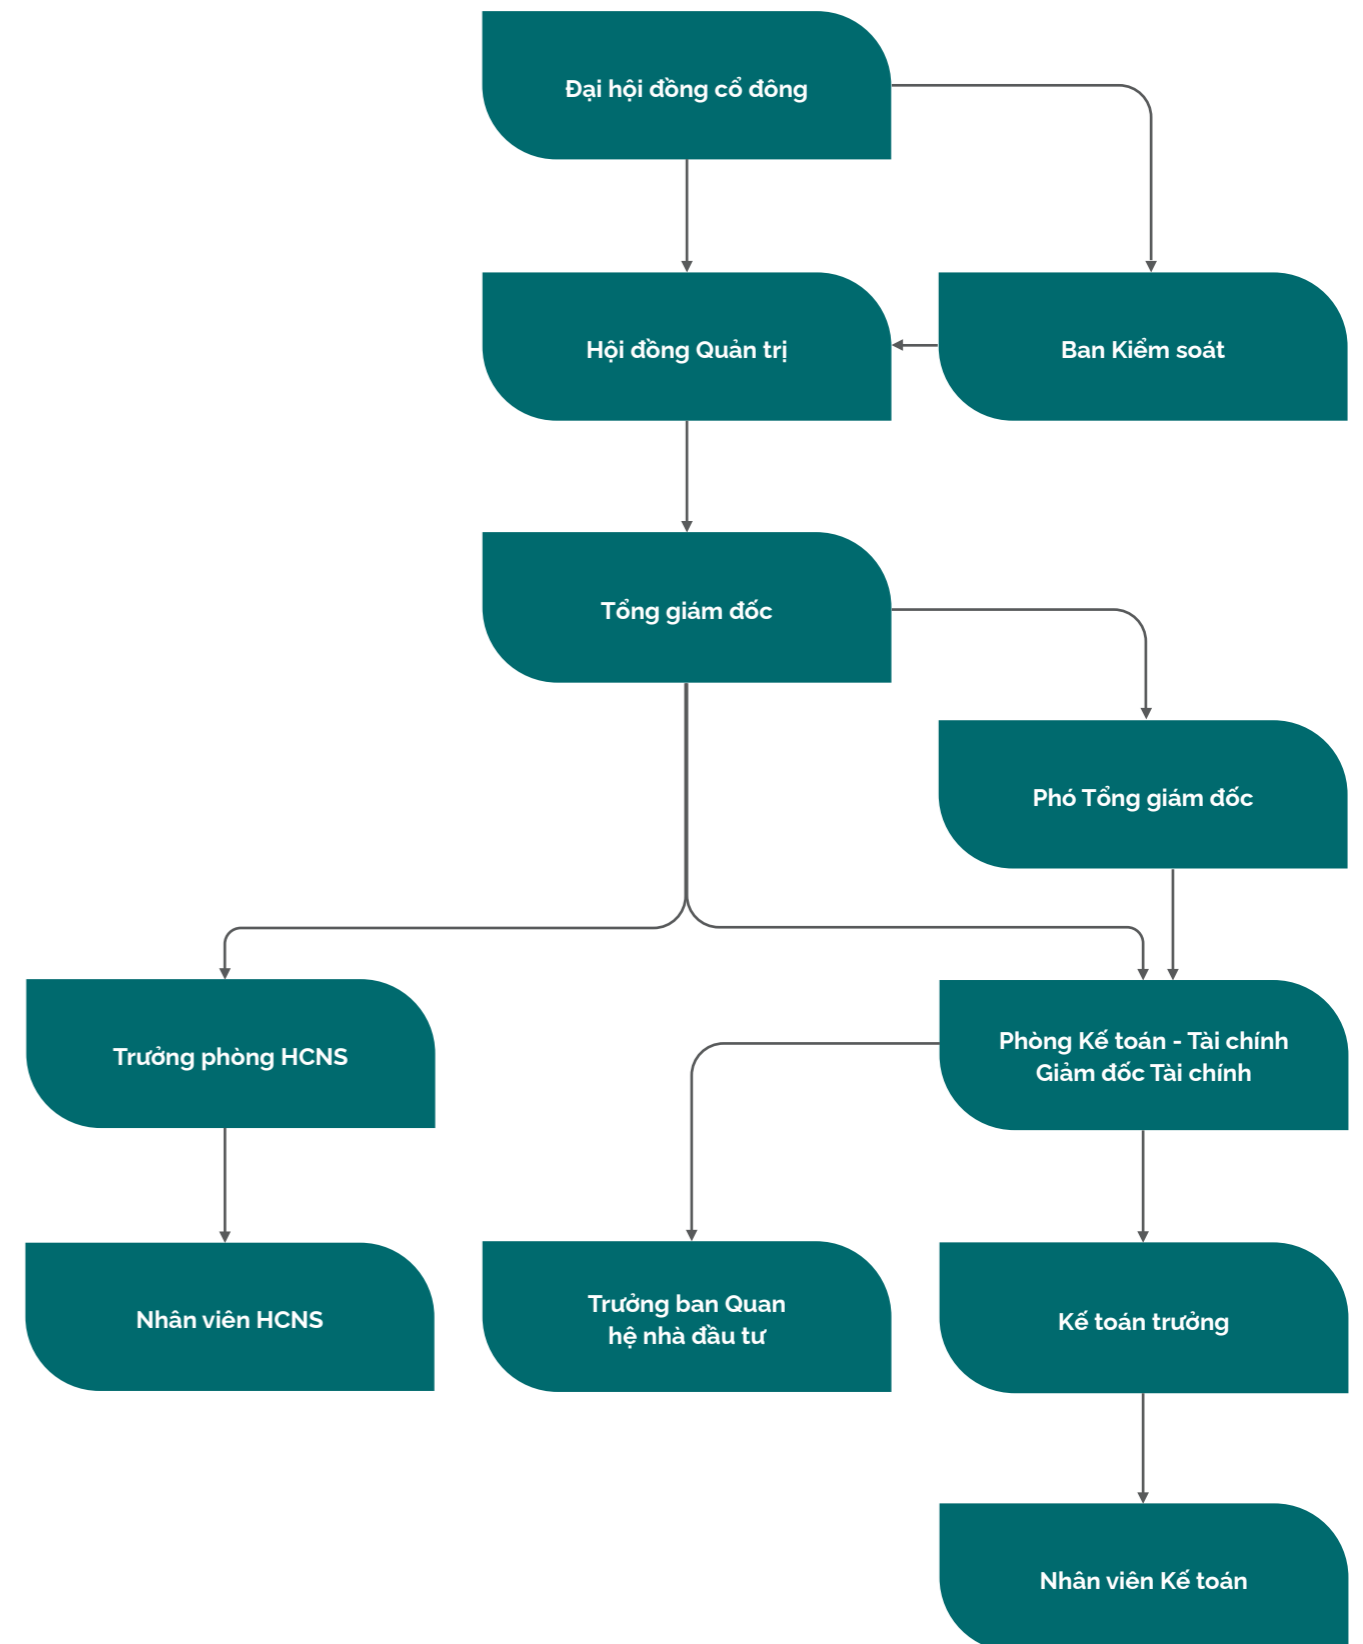 Đại hội đồng cổ đông
Hội đồng Quản trị
Ban Kiểm soát
Tổng giám đốc
Phó Tổng giám đốc
Trưởng phòng HCNS
Phòng Kế toán - Tài chính
Giảm đốc Tài chính
Nhân viên HCNS
Trưởng ban Quan
hệ nhà đầu tư
Kế toán trưởng
Nhân viên Kế toán